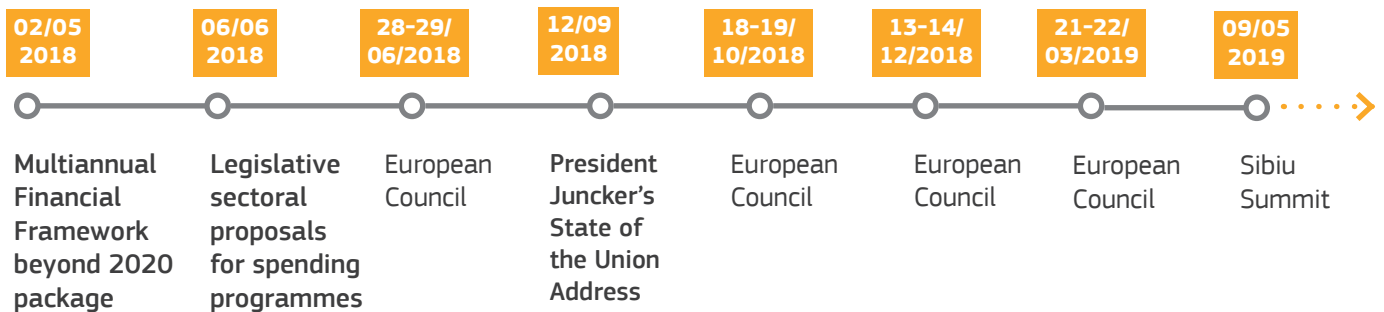 02/05
2018
06/06
2018
28-29/
06/2018
12/09
2018
18-19/
10/2018
13-14/
12/2018
21-22/
03/2019
09/05
2019
Multiannual
Financial
Framework
beyond 2020
package
Legislative
sectoral
proposals
for spending
programmes
European
Council
President
Juncker's
State of
the Union
Address
European
Council
European
Council
European
Council
Sibiu
Summit